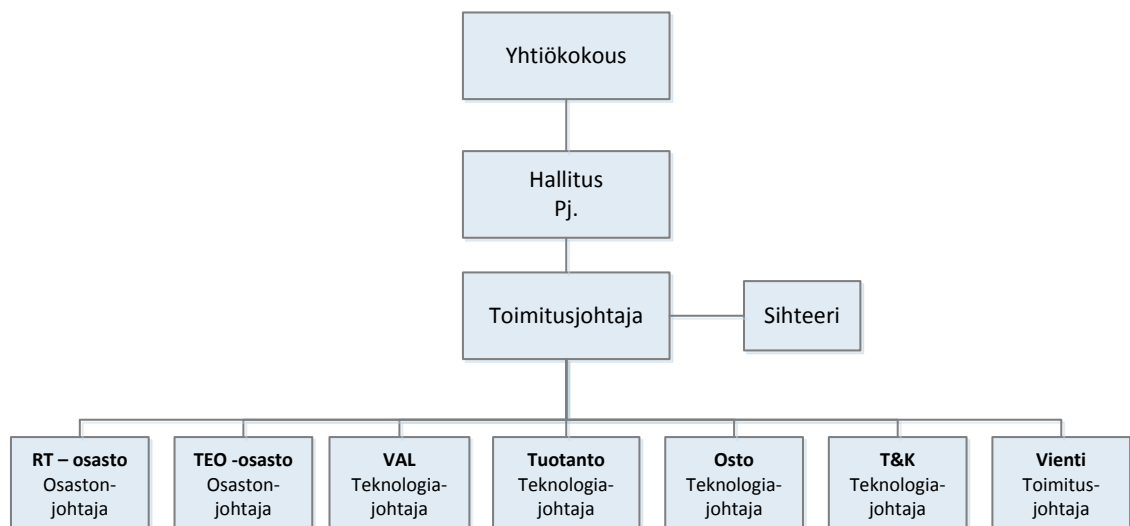 Yhtiökokous
Hallitus
Pj.
Toimitusjohtaja
Sihteeri
RT – osasto
Osaston-
johtaja
TEO -osasto
Osaston-
johtaja
VAL
Teknologia-
johtaja
Tuotanto
Teknologia-
johtaja
Osto
Teknologia-
johtaja
T&K
Teknologia-
johtaja
Vienti
Toimitus-
johtaja